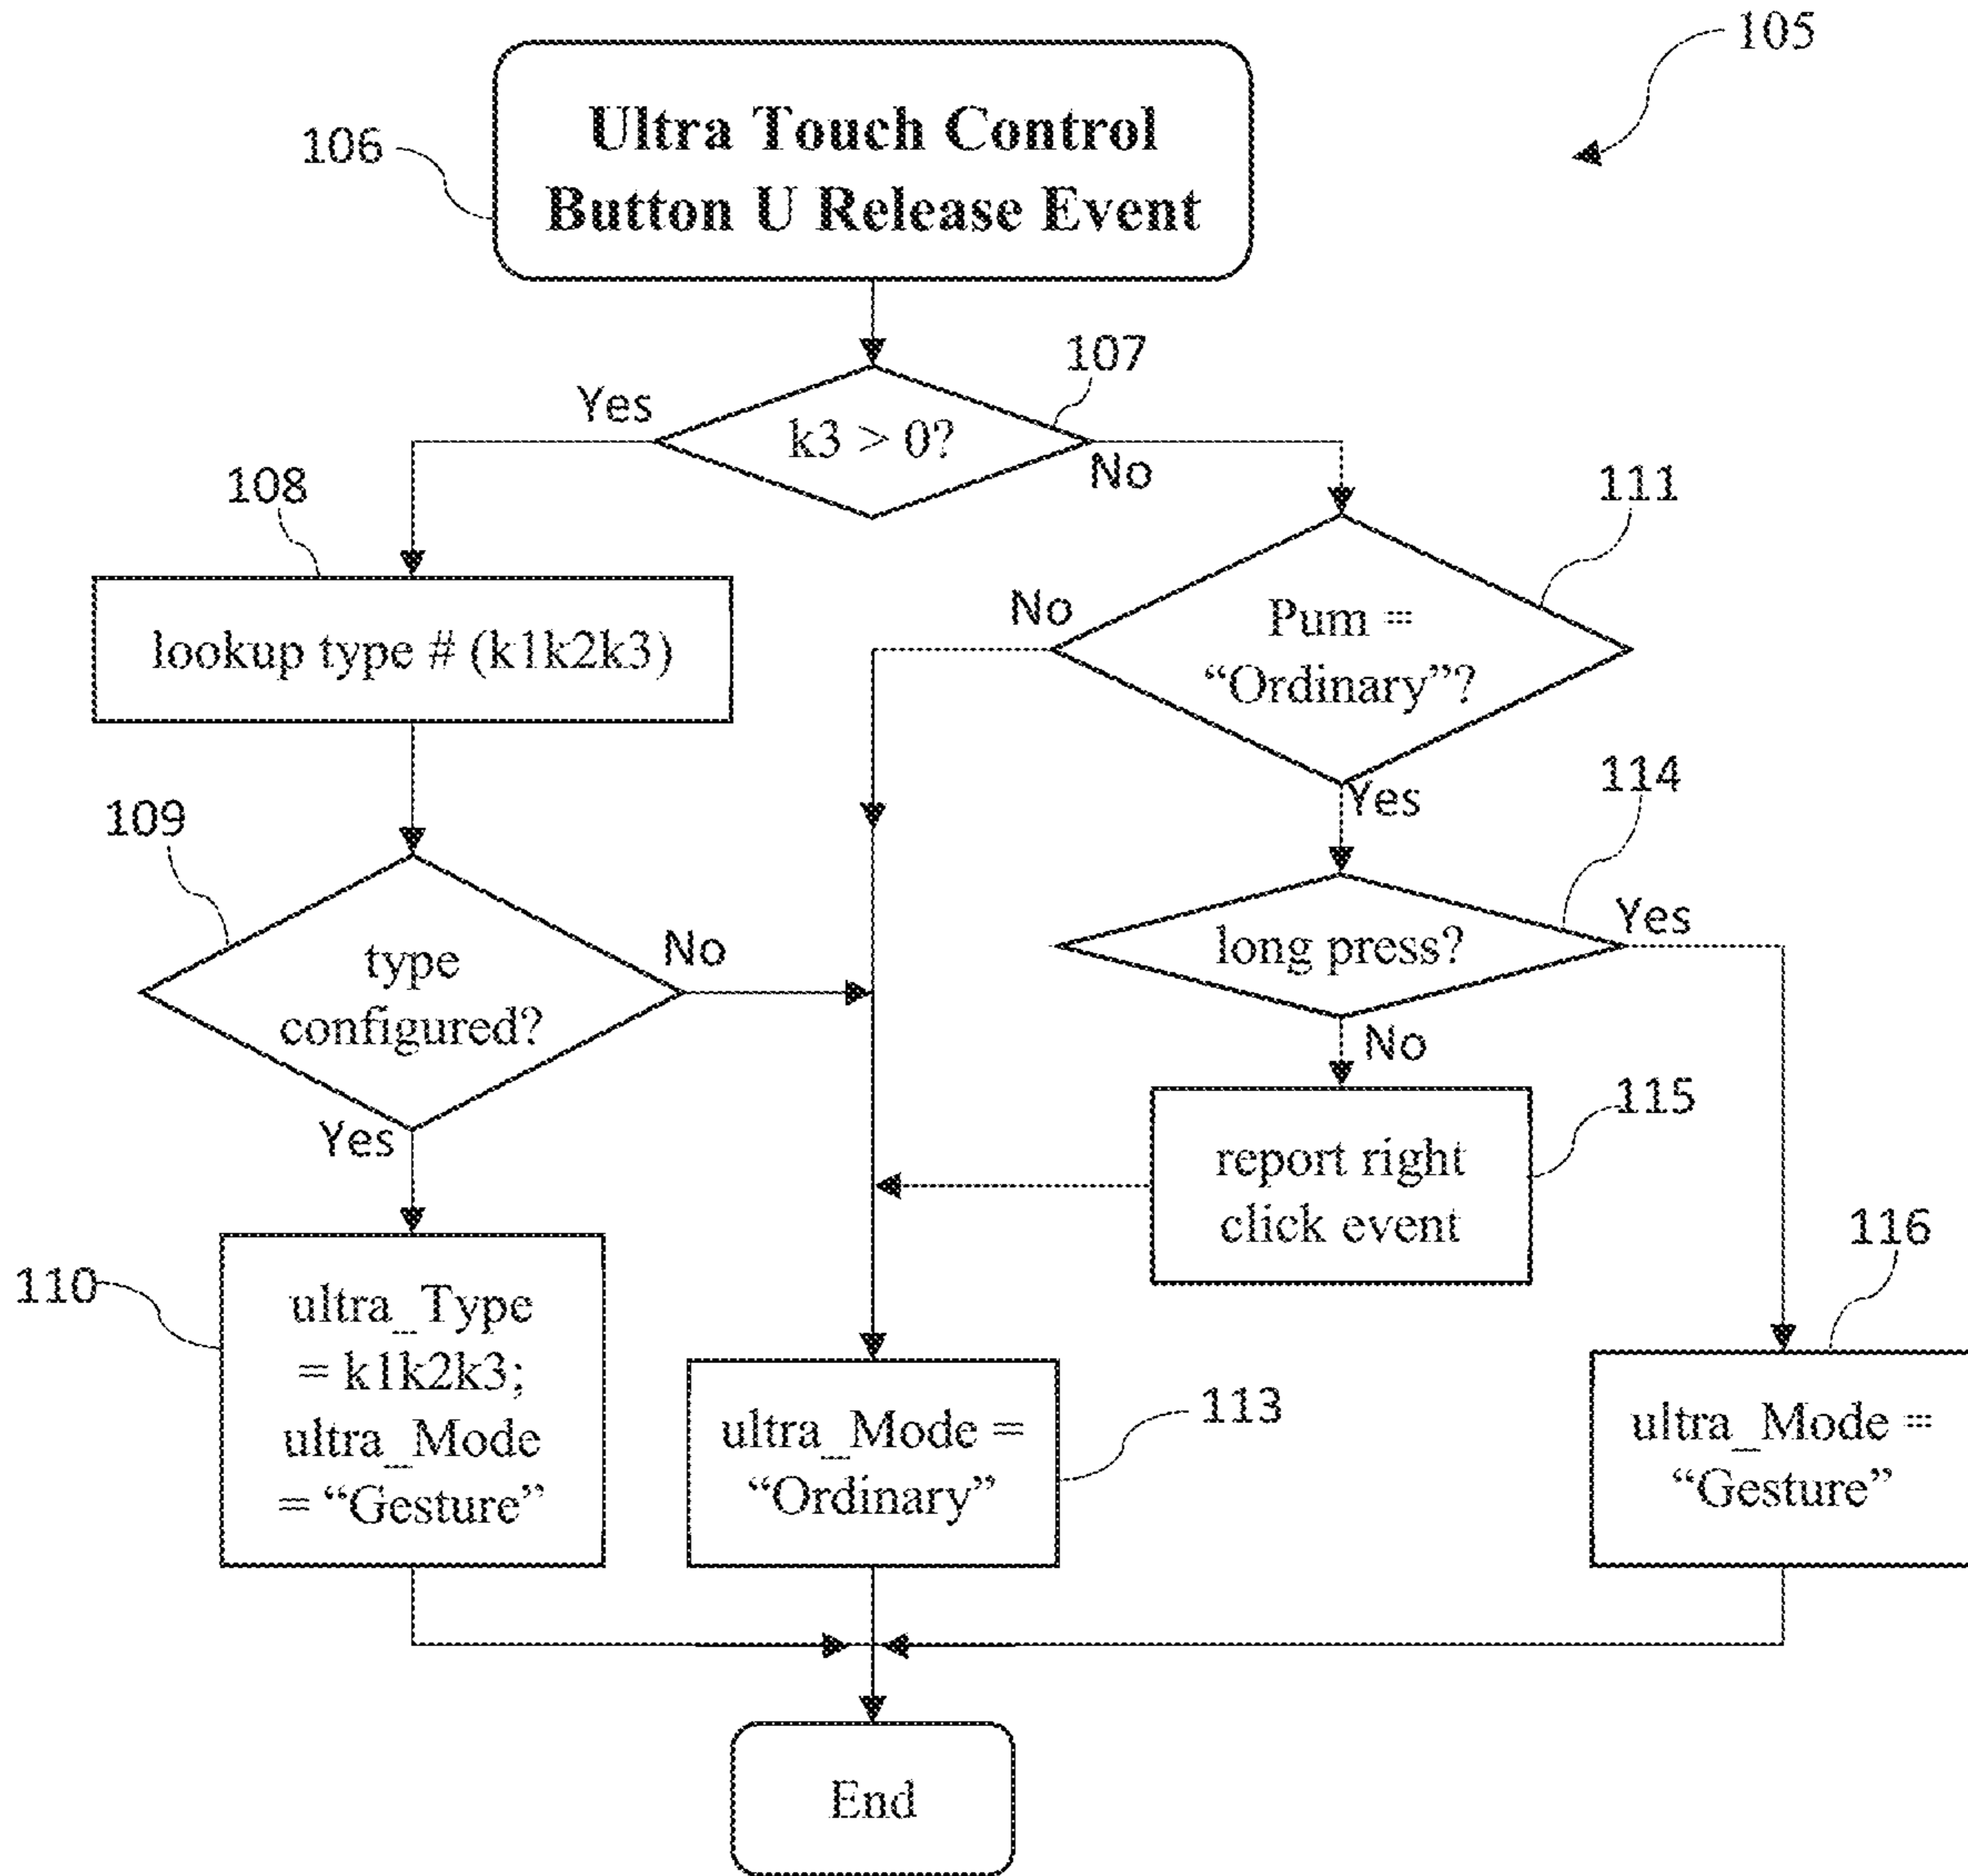 105
106
Ultra Touch Control
Button U Release Event
107
Yes
k3 > 0?
No
108
111
lookup type # (k1k2k3)
No
Pum =
“Ordinary”?
Yes
109
114
type
configured?
No
Yes
long press?
Yes
No
115
report right
click event
110
ultra_Type
= k1k2k3;
ultra_Mode
= “Gesture”
113
ultra_Mode =
“Ordinary”
116
ultra_Mode =
“Gesture”
End